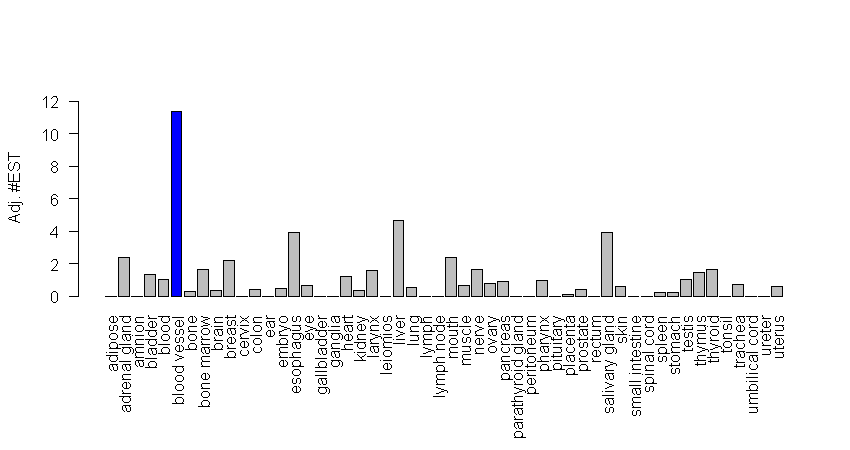 Adj. #EST
12
10
8
6
4
2
0
adipose
adrenal gland
amnion
bladder
blood
blood vessel
bone
bone marrow
brain
breast
cervix
colon
ear
embryo
esophagus
eye
gallbladder
ganglia
heart
kidney
larynx
leiomios
liver
lung
lymph
lymph node
mouth
muscle
nerve
ovary
pancreas
parathyroid gland
peritoneum
pharynx
pituitary
placenta
prostate
rectum
salivary gland
skin
small intestine
spinal cord
spleen
stomach
testis
thymus
thyroid
tonsil
trachea
umbilical cord
ureter
uterus